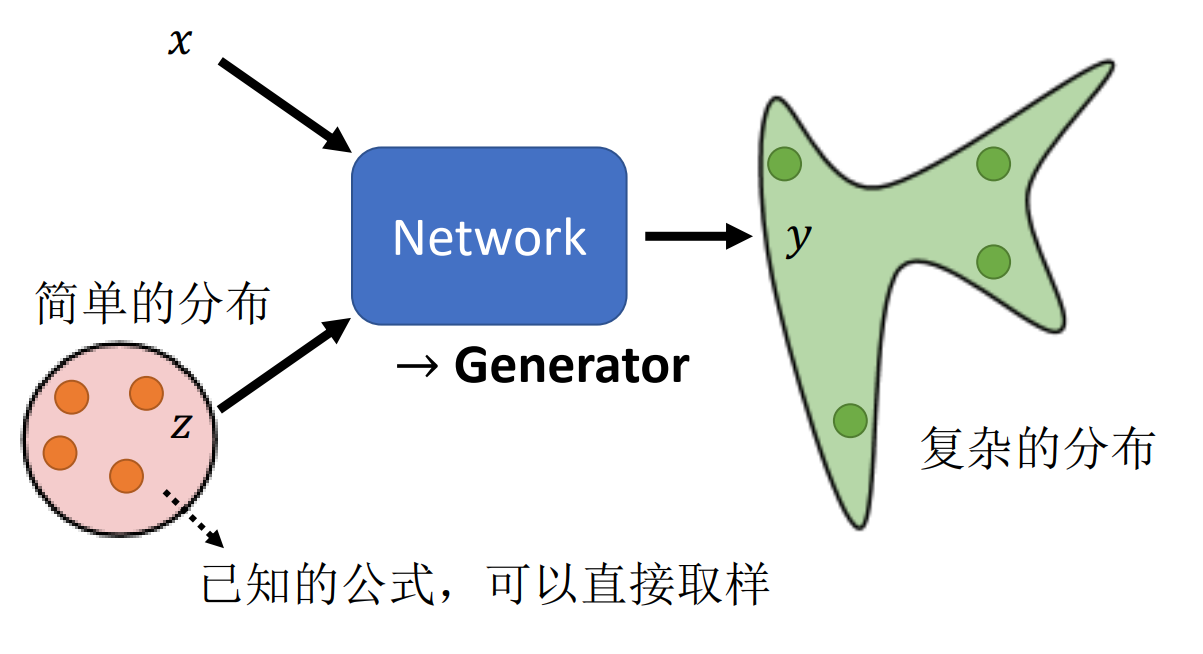 x
Network
y
简单的分布
→ Generator
z
复杂的分布
已知的公式，可以直接取样